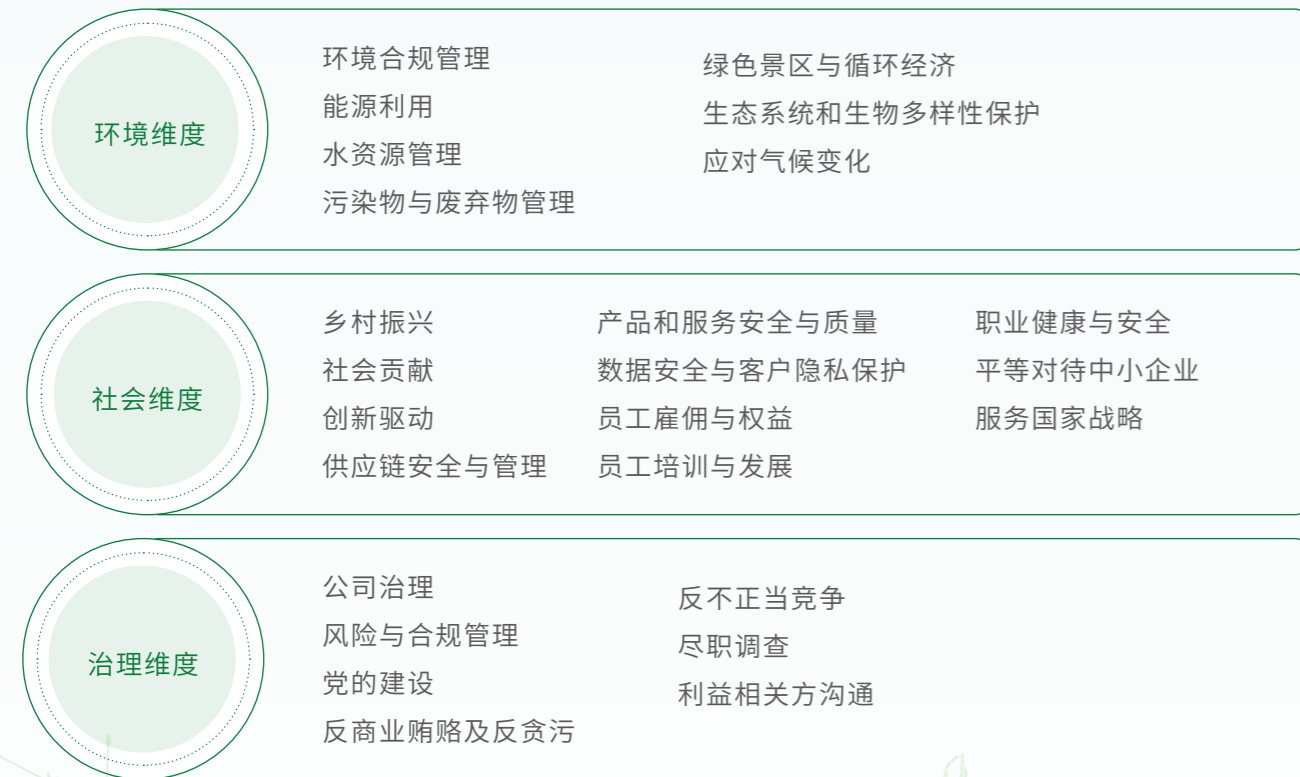 环境维度
环境合规管理
能源利用
水资源管理
污染物与废弃物管理
绿色景区与循环经济
生态系统和生物多样性保护
应对气候变化
社会维度
乡村振兴
社会贡献
创新驱动
供应链安全与管理
产品和服务安全与质量
数据安全与客户隐私保护
员工雇佣与权益
员工培训与发展
职业健康与安全
平等对待中小企业
服务国家战略
治理维度
公司治理
风险与合规管理
党的建设
反商业贿赂及反贪污
反不正当竞争
尽职调查
利益相关方沟通